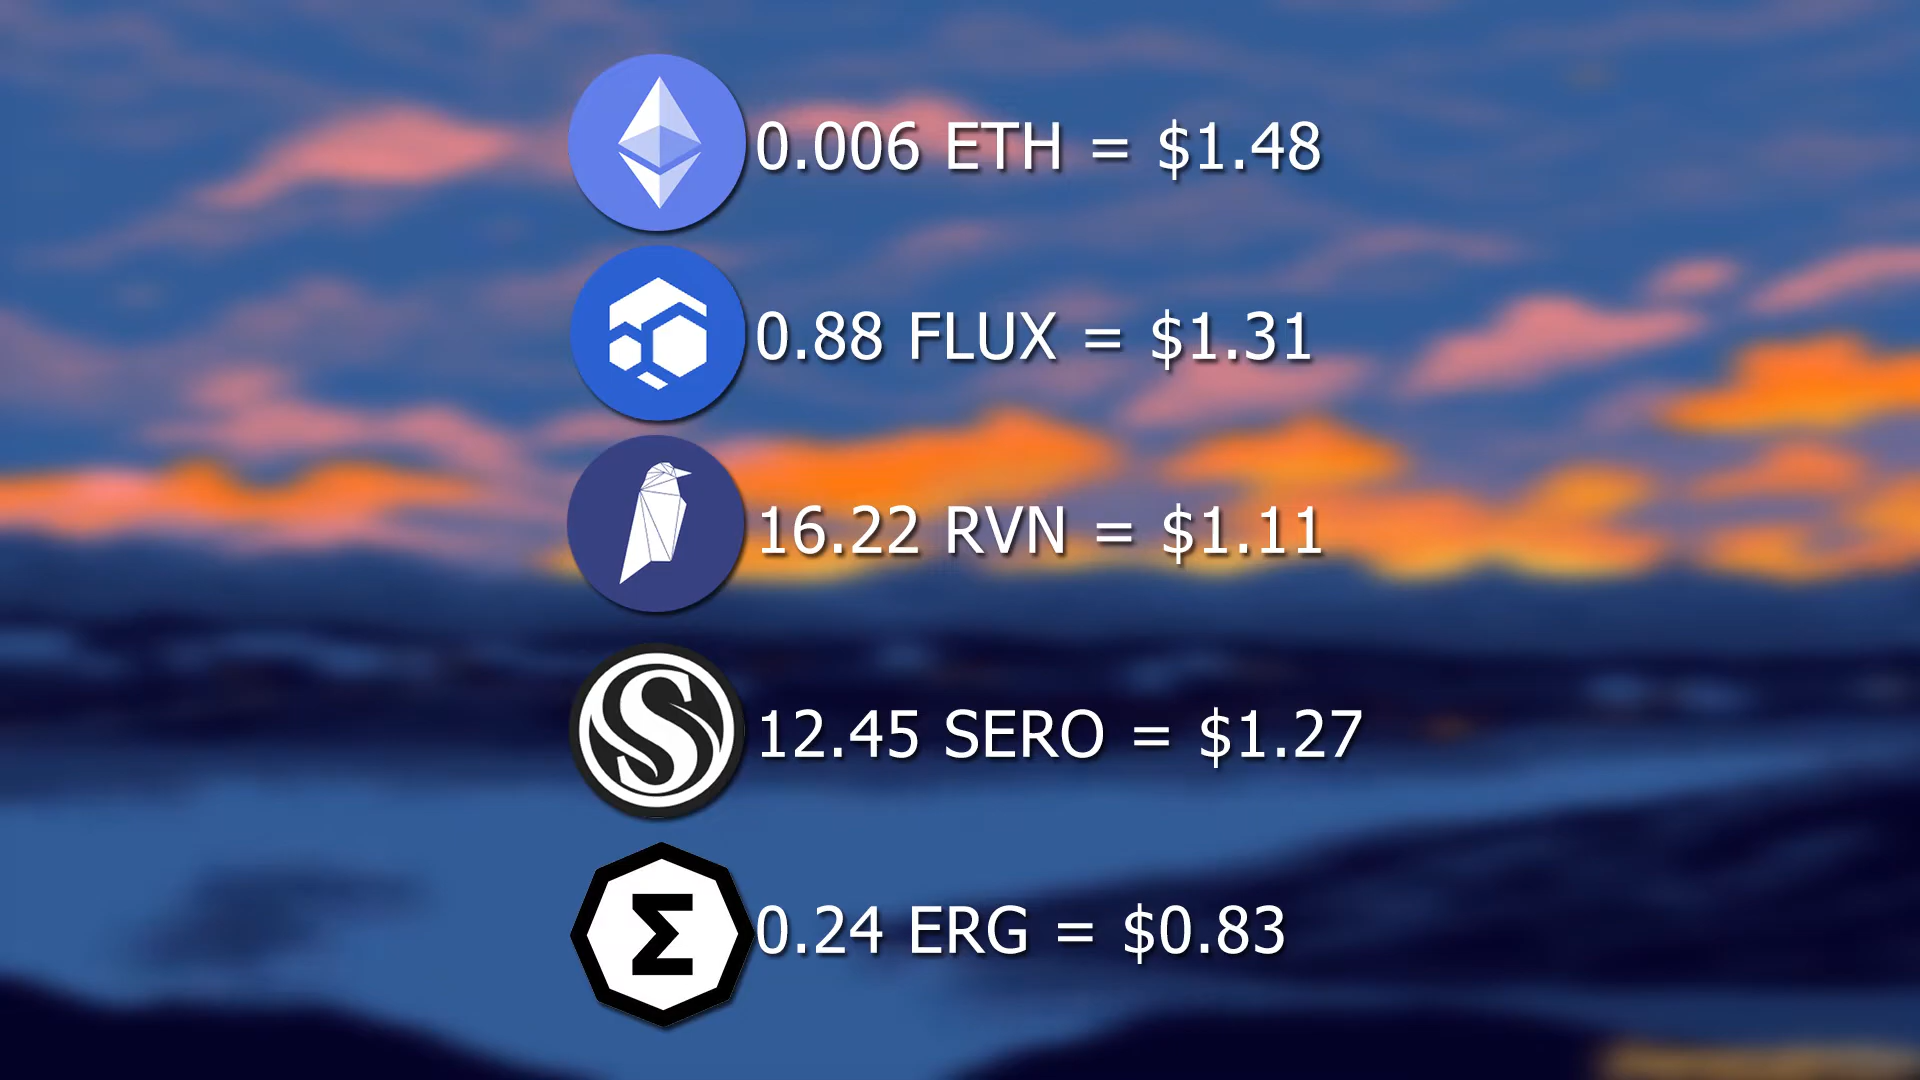 0.006 ETH = $1.48
0.88 FLUX = $1.31
16.22 RVN = $1.11
12.45 SERO = $1.27
0.24 ERG = $0.83